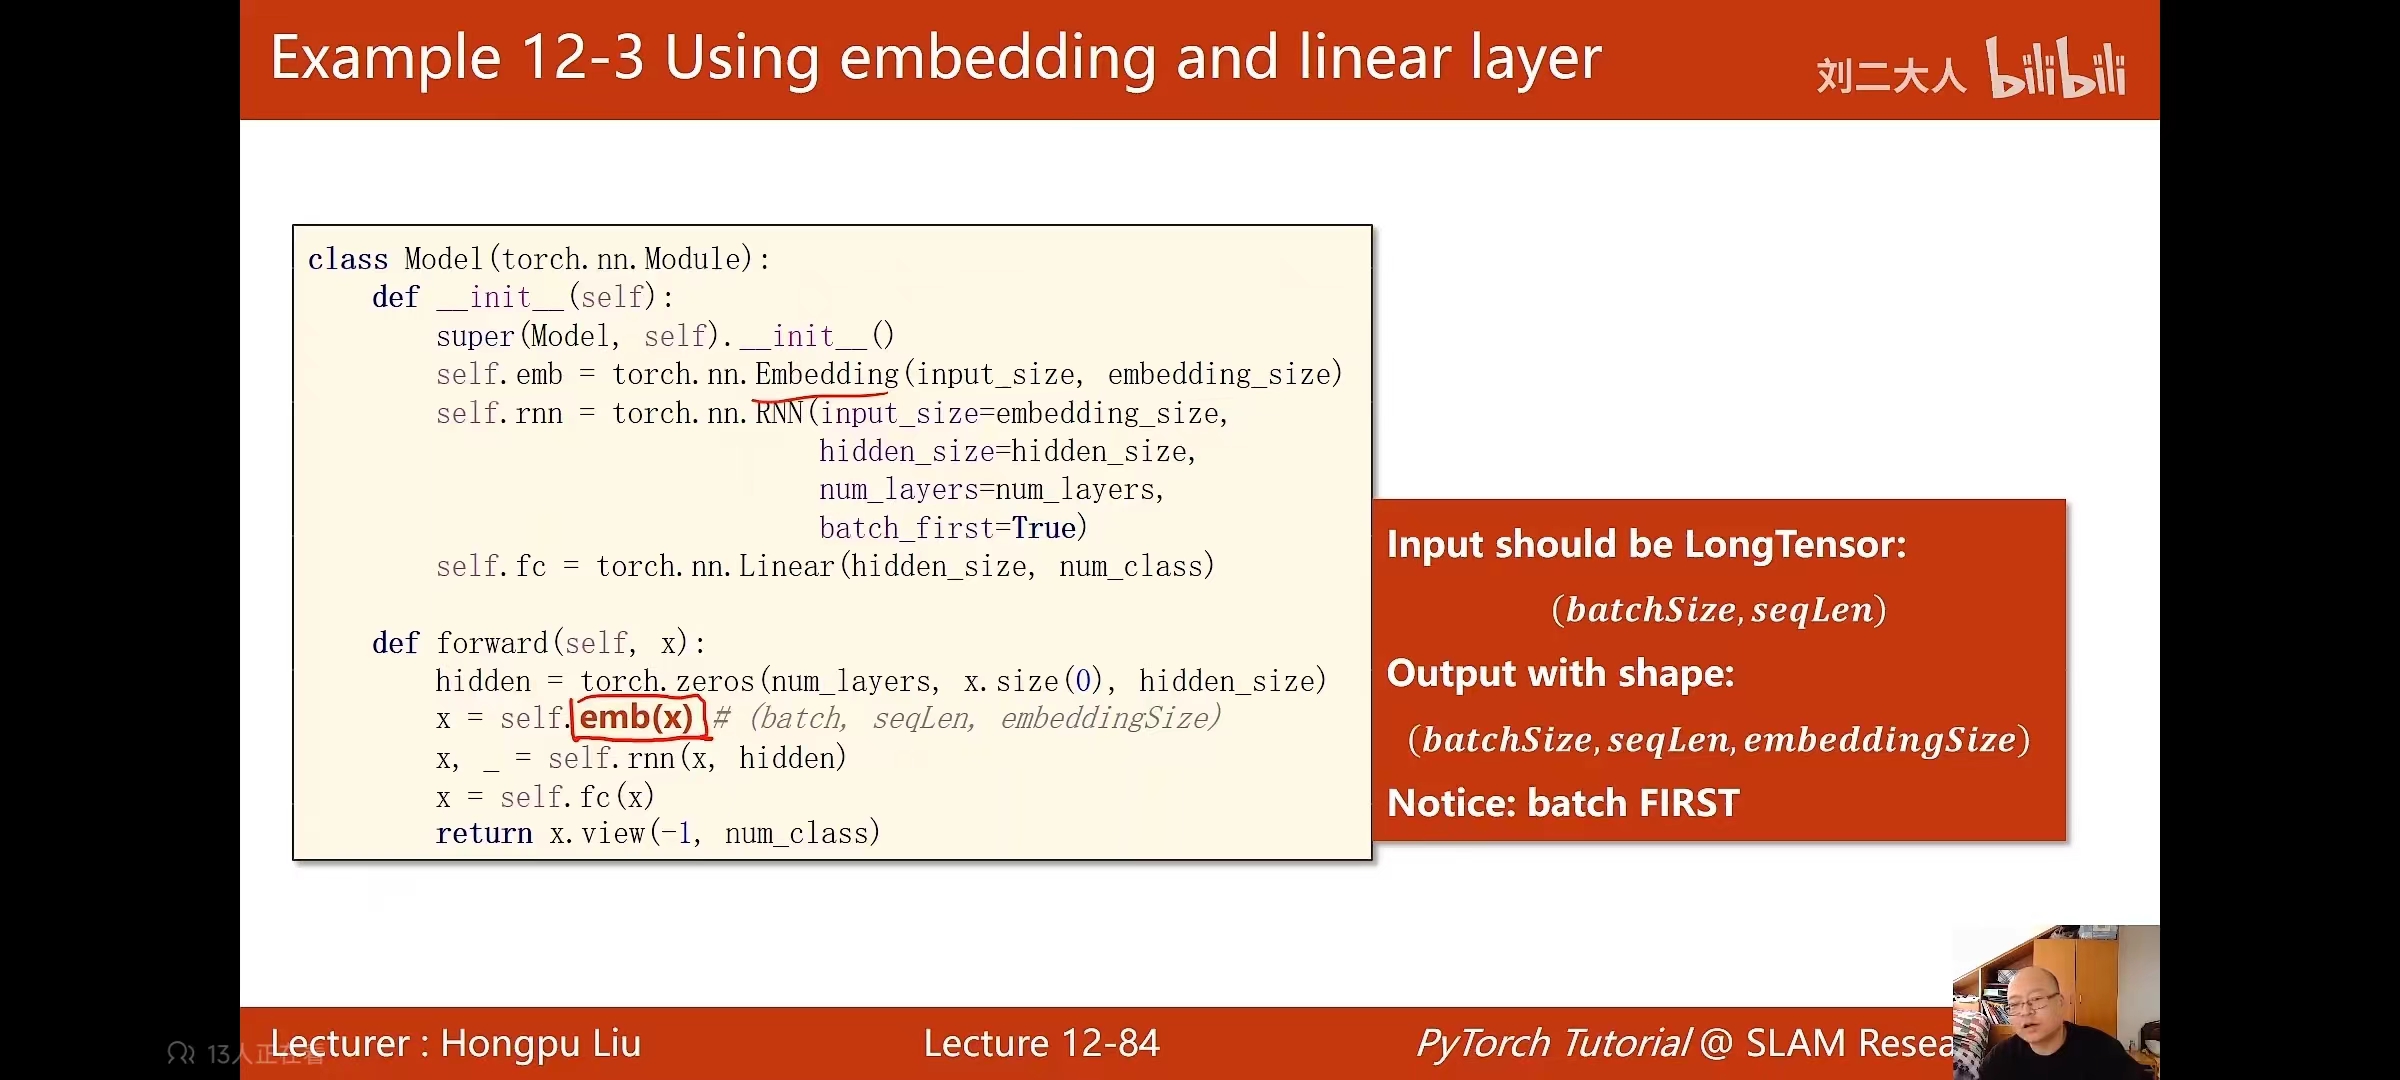 Example 12-3 Using embedding and linear layer
刘二大人 bilibili
class Model(torch.nn.Module):
    def __init__(self):
        super(Model, self).__init__()
        self.emb = torch.nn.Embedding(input_size, embedding_size)
        self.rnn = torch.nn.RNN(input_size=embedding_size,
                                hidden_size=hidden_size,
                                num_layers=num_layers,
                                batch_first=True)
        self.fc = torch.nn.Linear(hidden_size, num_class)
    def forward(self, x):
        hidden = torch.zeros(num_layers, x.size(0), hidden_size)
        x = self.emb(x) # (batch, seqLen, embeddingSize)
        x, _ = self.rnn(x, hidden)
        x = self.fc(x)
        return x.view(-1, num_class)
Input should be LongTensor:
(batchSize, seqLen)
Output with shape:
(batchSize, seqLen, embeddingSize)
Notice: batch FIRST
Lecturer : Hongpu Liu
Lecture 12-84
PyTorch Tutorial @ SLAM Resea
13人正在看